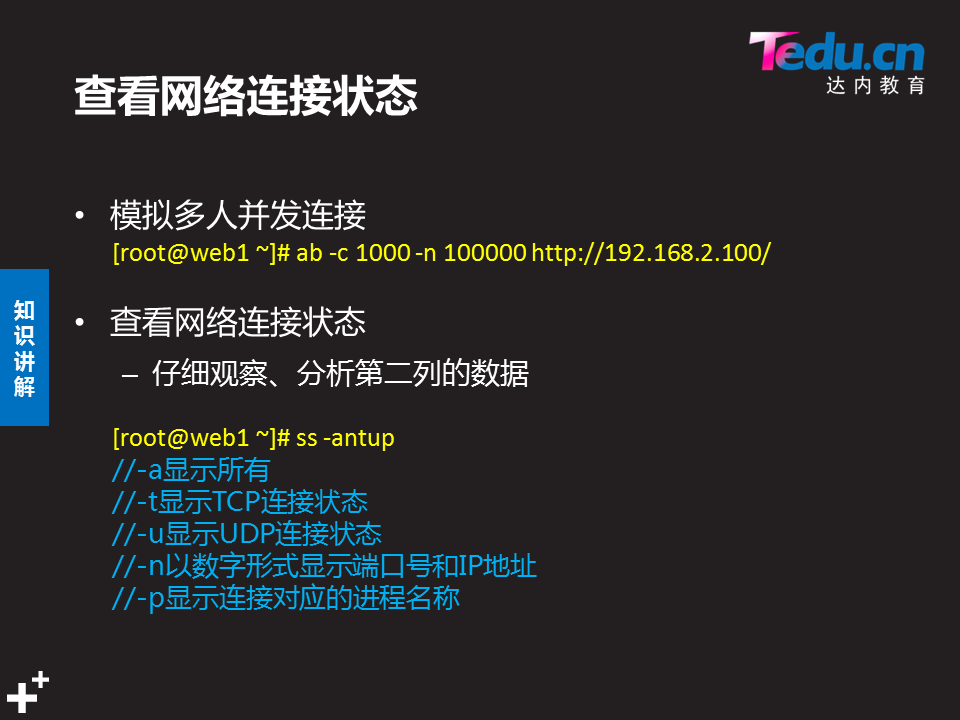 Tedu.cn
达内教育
查看网络连接状态
• 模拟多人并发连接
[root@web1 ~]# ab -c 1000 -n 100000 http://192.168.2.100/
• 查看网络连接状态
– 仔细观察、分析第二列的数据
知识讲解
[root@web1 ~]# ss -antup
//-a显示所有
//-t显示TCP连接状态
//-u显示UDP连接状态
//-n以数字形式显示端口号和IP地址
//-p显示连接对应的进程名称